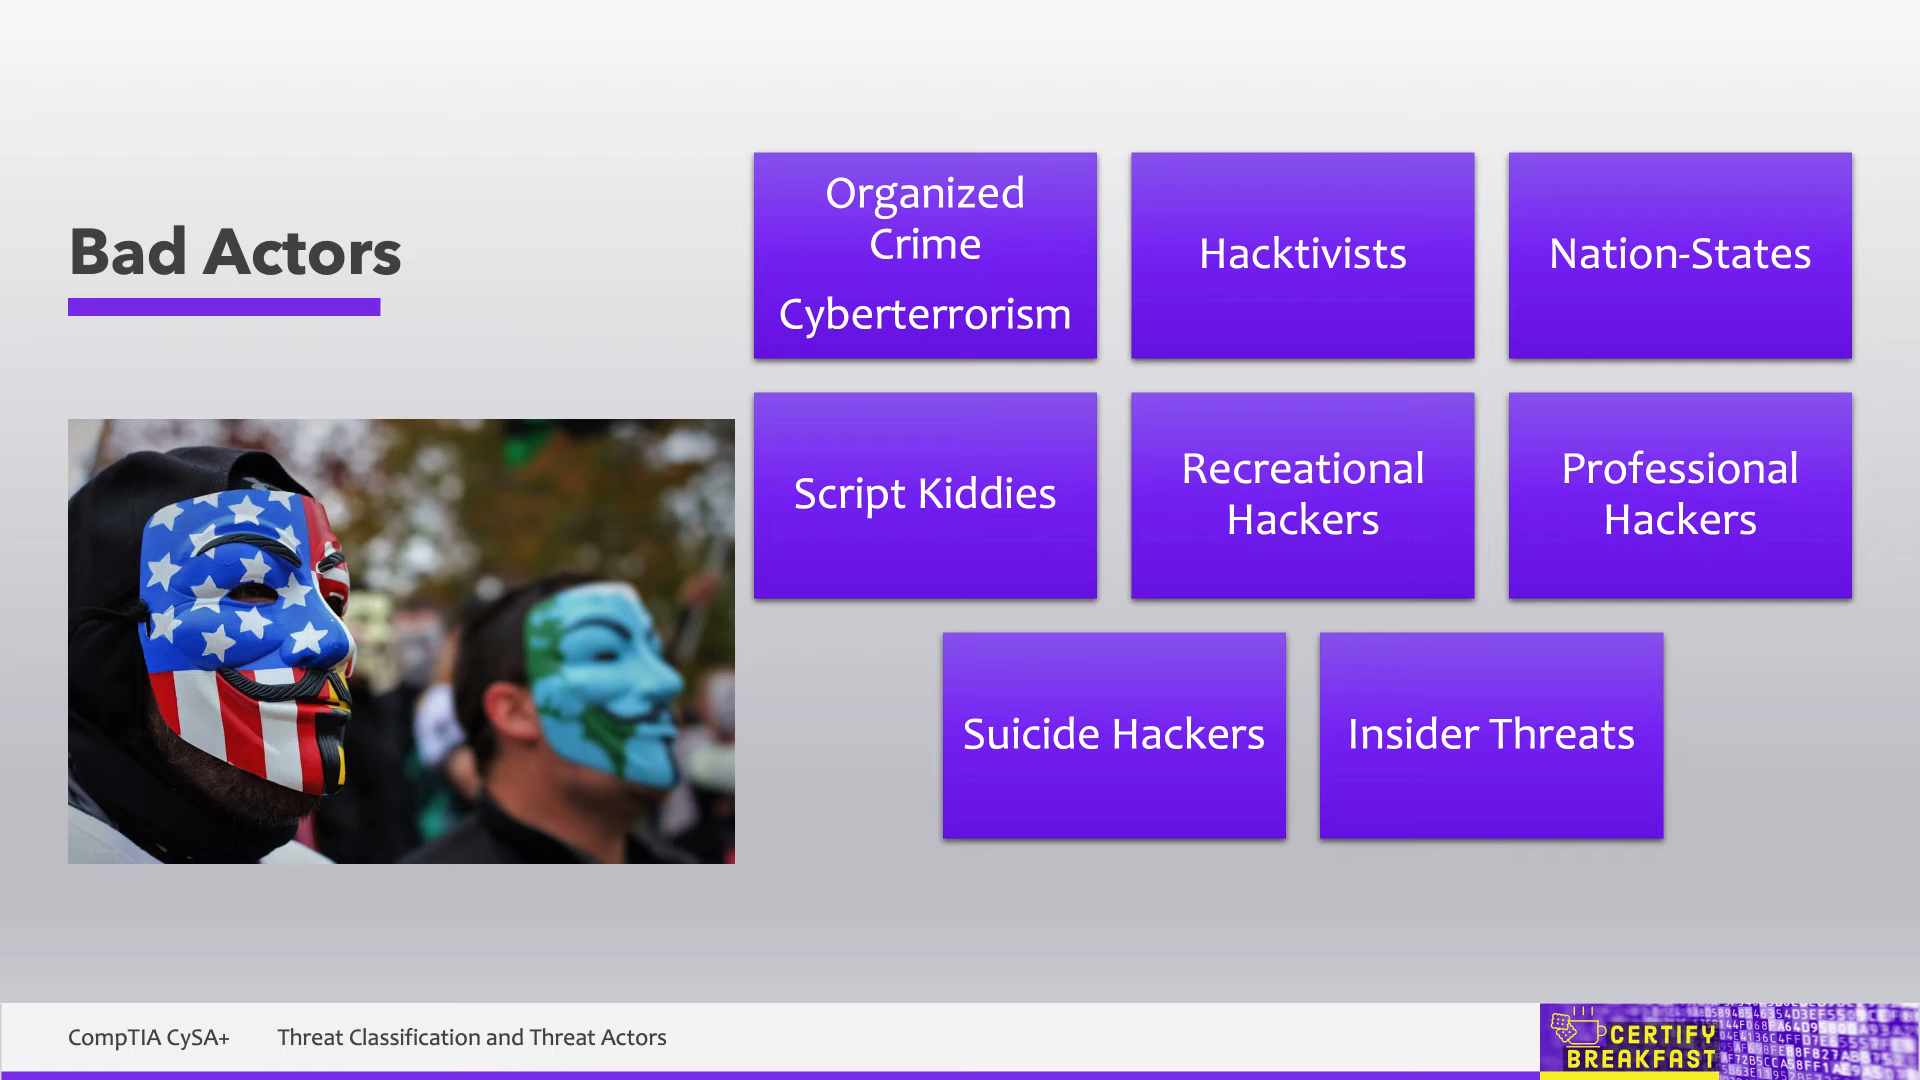 Bad Actors
Organized
Crime
Cyberterrorism
Hacktivists
Nation-States
Script Kiddies
Recreational
Hackers
Professional
Hackers
Suicide Hackers
Insider Threats
CompTIA CySA+
Threat Classification and Threat Actors
CERTIFY
BREAKFAST